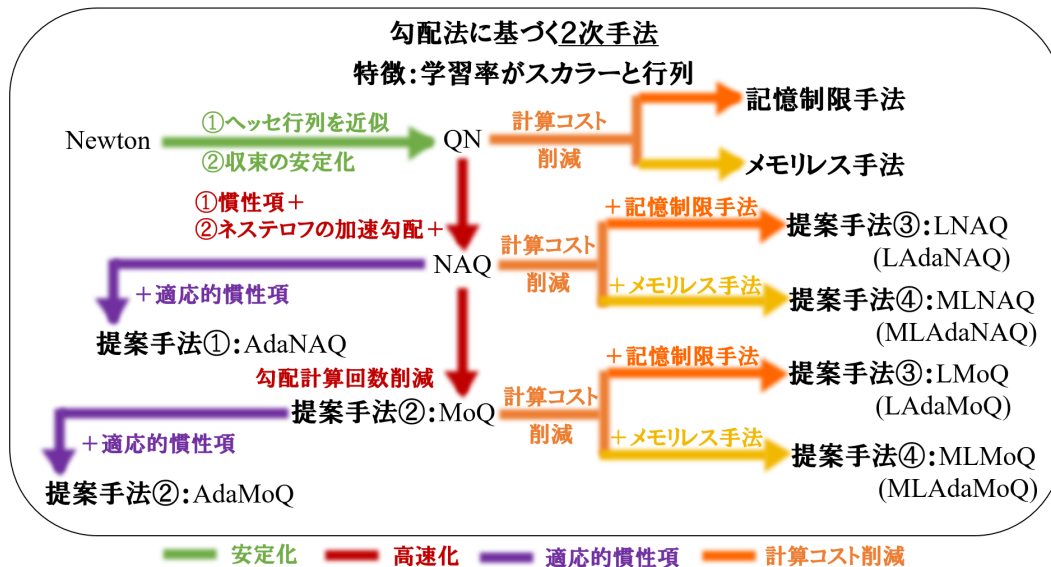 勾配法に基づく2次手法
特徴：学習率がスカラーと行列
Newton
①ヘッセ行列を近似
②収束の安定化
QN
計算コスト
削減
記憶制限手法
メモリレス手法
①慣性項＋
②ネステロフの加速勾配＋
NAQ
計算コスト
削減
＋記憶制限手法
提案手法③：LNAQ
(LAdaNAQ)
＋メモリレス手法
提案手法④：MLNAQ
(MLAdaNAQ)
＋適応的慣性項
提案手法①：AdaNAQ
勾配計算回数削減
提案手法②：MoQ
計算コスト
削減
＋記憶制限手法
提案手法③：LMoQ
(LAdaMoQ)
＋メモリレス手法
提案手法④：MLMoQ
(MLAdaMoQ)
＋適応的慣性項
提案手法②：AdaMoQ
安定化
高速化
適応的慣性項
計算コスト削減